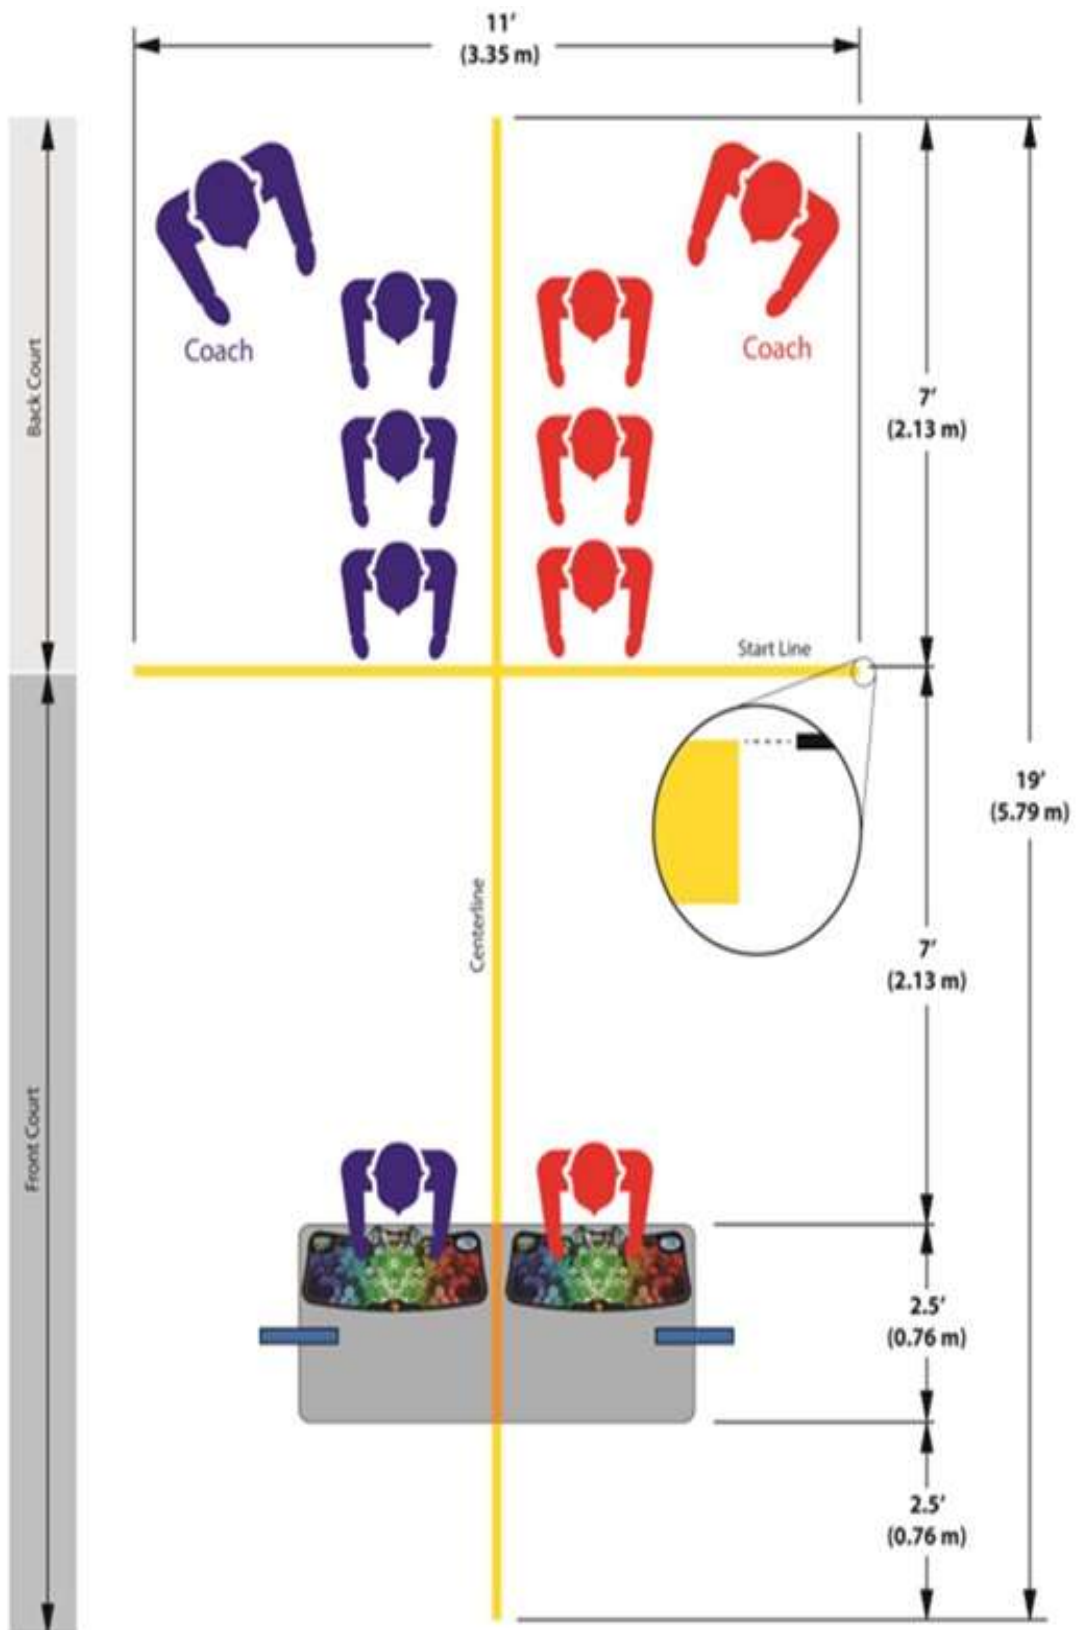 11'
(3.35 m)
Coach
Coach
Back Court
7'
(2.13 m)
Start Line
19'
(5.79 m)
Centerline
7'
(2.13 m)
Front Court
2.5'
(0.76 m)
2.5'
(0.76 m)